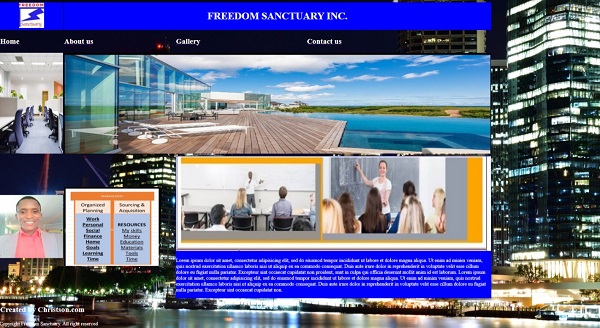 FREEDOM
Sanctuary
FREEDOM SANCTUARY INC.
Home About us Gallery Contact us
Organized Planning
Sourcing & Acquisition
Work
Personal
Social
Finance
Home
Goals
Learning
Time
RESOURCES
My skills
Money
Education
Materials
Tools
Time
Lorem ipsum dolor sit amet, consectetur adipisicing elit, sed do eiusmod tempor incididunt ut labore et dolore magna aliqua. Ut enim ad minim veniam,
quis nostrud exercitation ullamco laboris nisi ut aliquip ex ea commodo consequat. Duis aute irure dolor in reprehenderit in voluptate velit esse cillum
dolore eu fugiat nulla pariatur. Excepteur sint occaecat cupidatat non proident, sunt in culpa qui officia deserunt mollit anim id est laborum. Lorem ipsum
dolor sit amet, consectetur adipisicing elit, sed do eiusmod tempor incididunt ut labore et dolore magna aliqua. Ut enim ad minim veniam, quis nostrud
exercitation ullamco laboris nisi ut aliquip ex ea commodo consequat. Duis aute irure dolor in reprehenderit in voluptate velit esse cillum dolore eu fugiat
nulla pariatur. Excepteur sint occaecat cupidatat non.
Created by Christson.com
Copyright Freedom Sanctuary. All right reserved